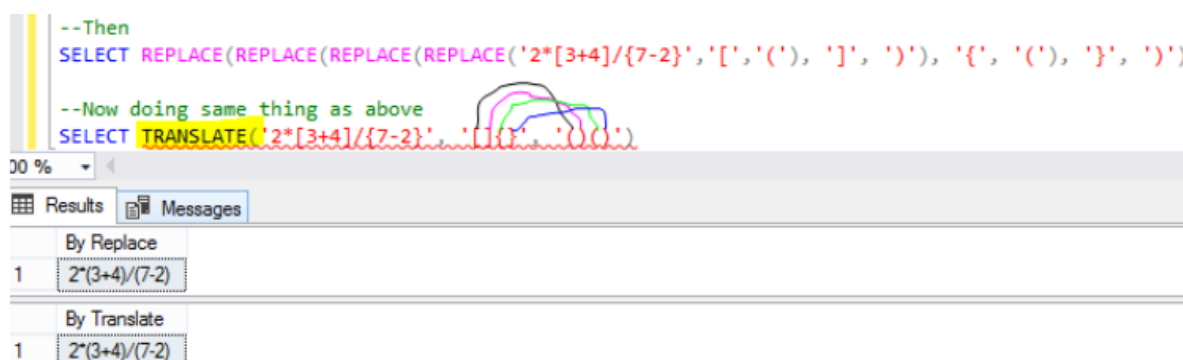 --Then
SELECT REPLACE(REPLACE(REPLACE(REPLACE('2*[3+4]/{7-2}','[','('), ']', ')'), '{', '('), '}', ')')
--Now doing same thing as above
SELECT TRANSLATE('2*[3+4]/{7-2}', '[]{}', '()()')
00 %
Results Messages
By Replace
1 2*(3+4)/(7-2)
By Translate
1 2*(3+4)/(7-2)